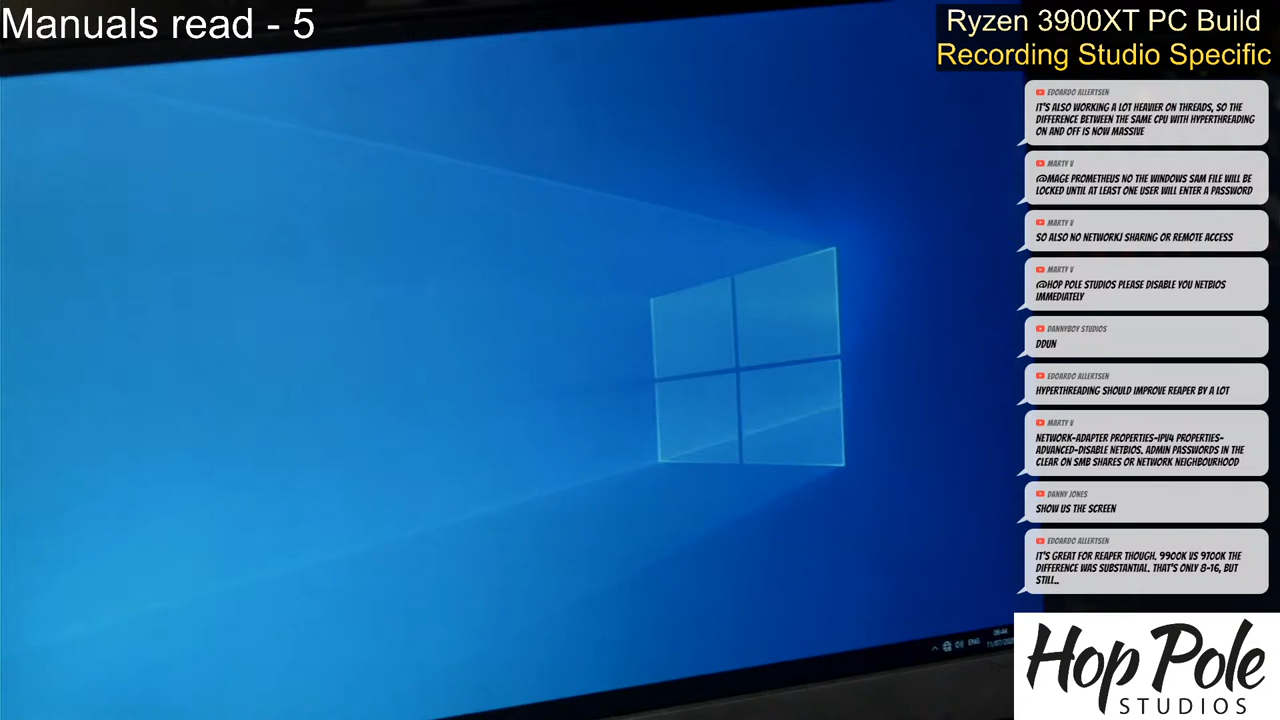 Manuals read - 5
Ryzen 3900XT PC Build
Recording Studio Specific
EDOARDO ALLERTSEN
IT'S ALSO WORKING A LOT HEAVIER ON THREADS, SO THE
DIFFERENCE BETWEEN THE SAME CPU WITH HYPERTHREADING
ON AND OFF IS NOW MASSIVE
MARTY V
@MAGE PROMETHEUS NO THE WINDOWS SAM FILE WILL BE
LOCKED UNTIL AT LEAST ONE USER WILL ENTER A PASSWORD
MARTY V
SO ALSO NO NETWORKJ SHARING OR REMOTE ACCESS
MARTY V
@HOP POLE STUDIOS PLEASE DISABLE YOU NETBIOS
IMMEDIATELY
DANNYBOY STUDIOS
DDUN
EDOARDO ALLERTSEN
HYPERTHREADING SHOULD IMPROVE REAPER BY A LOT
MARTY V
NETWORK-ADAPTER PROPERTIES-IPV4 PROPERTIES-
ADVANCED-DISABLE NETBIOS. ADMIN PASSWORDS IN THE
CLEAR ON SMB SHARES OR NETWORK NEIGHBOURHOOD
DANNY JONES
SHOW US THE SCREEN
EDOARDO ALLERTSEN
IT'S GREAT FOR REAPER THOUGH. 9900K VS 9700K THE
DIFFERENCE WAS SUBSTANTIAL. THAT'S ONLY 8-16, BUT
STILL..
ENG
Hop Pole
STUDIOS